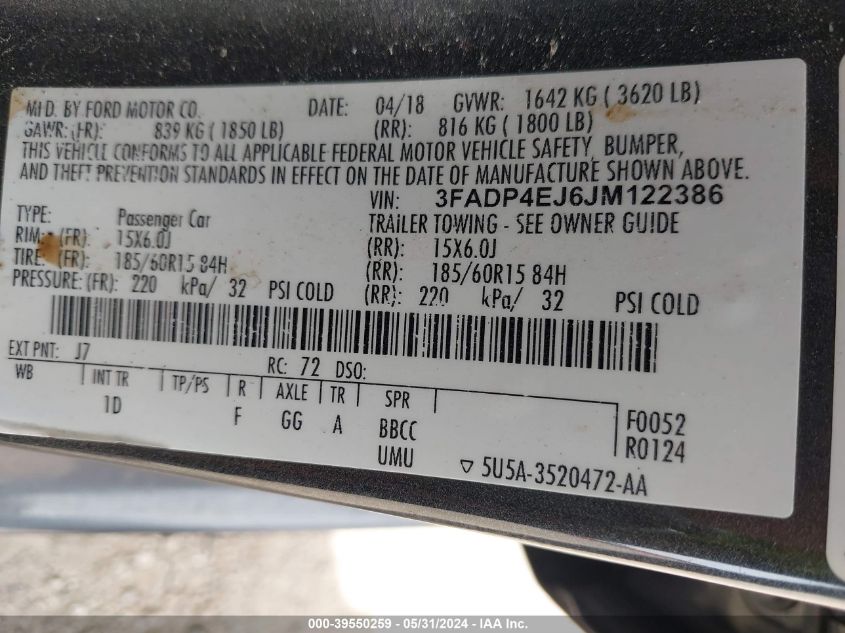 MFD. BY FORD MOTOR CO. DATE: 04/18 GVWR: 1642 KG ( 3620 LB)
GAWR: (FR): 839 KG ( 1850 LB) (RR): 816 KG ( 1800 LB)
THIS VEHICLE CONFORMS TO ALL APPLICABLE FEDERAL MOTOR VEHICLE SAFETY, BUMPER,
AND THEFT PREVENTION STANDARDS IN EFFECT ON THE DATE OF MANUFACTURE SHOWN ABOVE.
VIN: 3FADP4EJ6JM122386
TYPE: Passenger Car TRAILER TOWING - SEE OWNER GUIDE
RIM: (FR): 15X6.0J (RR): 15X6.0J
TIRE: (FR): 185/60R15 84H (RR): 185/60R15 84H
PRESSURE: (FR): 220 kPa/ 32 PSI COLD (RR): 220 kPa/ 32 PSI COLD
EXT PNT: J7 RC: 72 DSO:
WB INT TR TP/PS R AXLE TR SPR
1D F GG A BBCC F0052
UMU R0124
5U5A-3520472-AA
000-39550259 - 05/31/2024 - IAAI.com